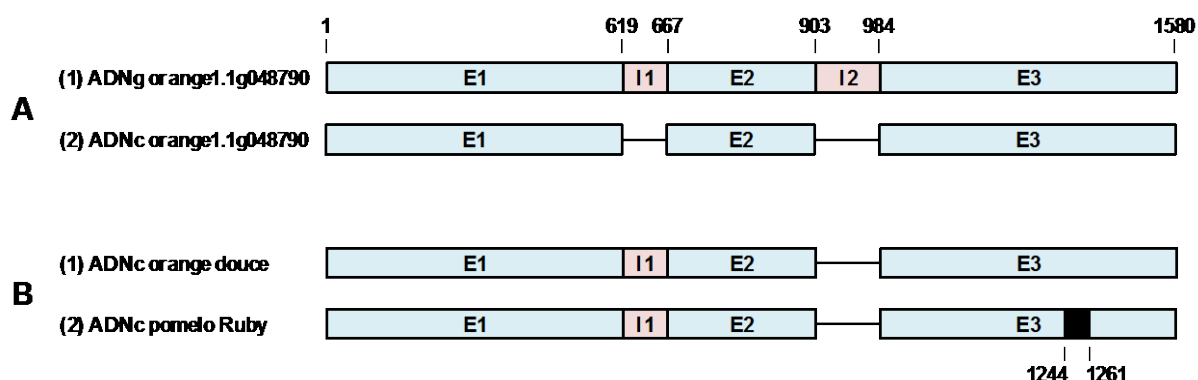 1 619 667 903 984 1580
A
(1) ADNg orange1.1g048790 E1 I1 E2 I2 E3
(2) ADNc orange1.1g048790 E1 E2 E3
B
(1) ADNc orange douce E1 I1 E2 E3
(2) ADNc pomelo Ruby E1 I1 E2 E3
1244 1261